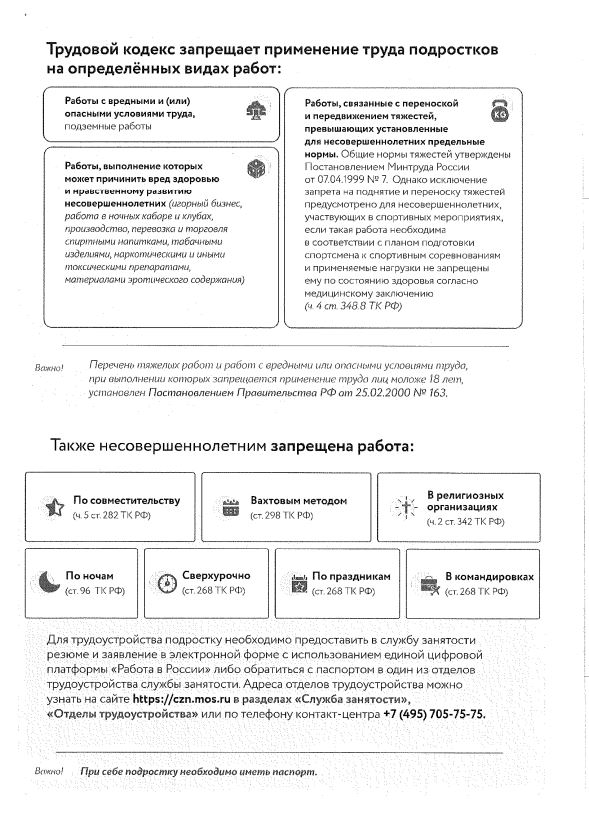 Трудовой кодекс запрещает применение труда подростков
на определённых видах работ:
Работы с вредными и (или)
опасными условиями труда,
подземные работы
Работы, выполнение которых
может причинить вред здоровью
и нравственному развитию
несовершеннолетних (игорный бизнес,
работа в ночных кабаре и клубах,
производство, перевозка и торговля
спиртными напитками, табачными
изделиями, наркотическими и иными
токсическими препаратами,
материалами эротического содержания)
Работы, связанные с переноской
и передвижением тяжестей,
превышающих установленные
для несовершеннолетних предельные
нормы. Общие нормы тяжестей утверждены
Постановлением Минтруда России
от 07.04.1999 № 7. Однако исключение
запрета на поднятие и переноску тяжестей
предусмотрено для несовершеннолетних,
участвующих в спортивных мероприятиях,
если такая работа необходима
в соответствии с планом подготовки
спортсмена к спортивным соревнованиям
и применяемые нагрузки не запрещены
ему по состоянию здоровья согласно
медицинскому заключению
(ч. 4 ст. 348.8 ТК РФ)
KG
Важно!
Перечень тяжелых работ и работ с вредными или опасными условиями труда,
при выполнении которых запрещается применение труда лиц моложе 18 лет,
установлен Постановлением Правительства РФ от 25.02.2000 № 163.
Также несовершеннолетним запрещена работа:
По совместительству
(ч. 5 ст. 282 ТК РФ)
Вахтовым методом
(ст. 298 ТК РФ)
В религиозных
организациях
(ч. 2 ст. 342 ТК РФ)
По ночам
(ст. 96 ТК РФ)
Сверхурочно
(ст. 268 ТК РФ)
По праздникам
(ст. 268 ТК РФ)
В командировках
(ст. 268 ТК РФ)
Для трудоустройства подростку необходимо предоставить в службу занятости
резюме и заявление в электронной форме с использованием единой цифровой
платформы «Работа в России» либо обратиться с паспортом в один из отделов
трудоустройства службы занятости. Адреса отделов трудоустройства можно
узнать на сайте https://czn.mos.ru в разделах «Служба занятости»,
«Отделы трудоустройства» или по телефону контакт-центра +7 (495) 705-75-75.
Важно!
При себе подростку необходимо иметь паспорт.